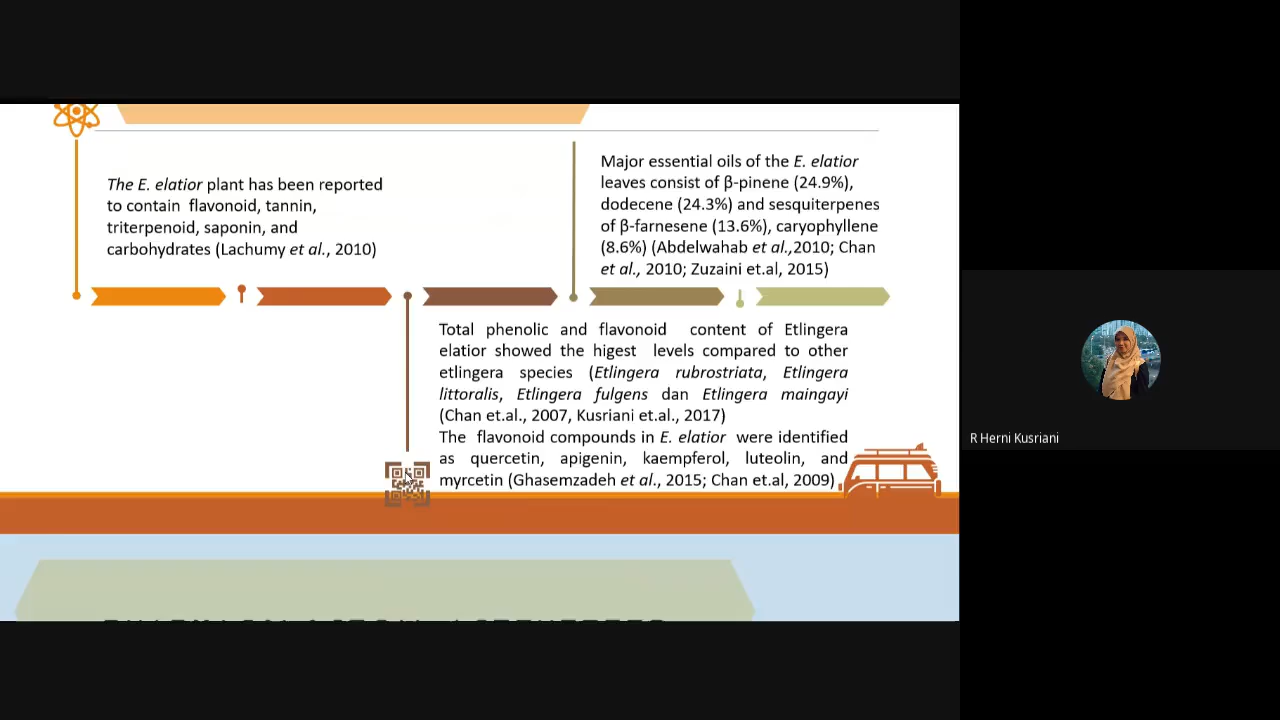 The E. elatior plant has been reported
to contain flavonoid, tannin,
triterpenoid, saponin, and
carbohydrates (Lachumy et al., 2010)
Major essential oils of the E. elatior
leaves consist of β-pinene (24.9%),
dodecene (24.3%) and sesquiterpenes
of β-farnesene (13.6%), caryophyllene
(8.6%) (Abdelwahab et al.,2010; Chan
et al., 2010; Zuzaini et.al, 2015)
Total phenolic and flavonoid content of Etlingera
elatior showed the higest levels compared to other
etlingera species (Etlingera rubrostriata, Etlingera
littoralis, Etlingera fulgens dan Etlingera maingayi
(Chan et.al., 2007, Kusriani et.al., 2017)
The flavonoid compounds in E. elatior were identified
as quercetin, apigenin, kaempferol, luteolin, and
myrcetin (Ghasemzadeh et al., 2015; Chan et.al, 2009)
R Herni Kusriani